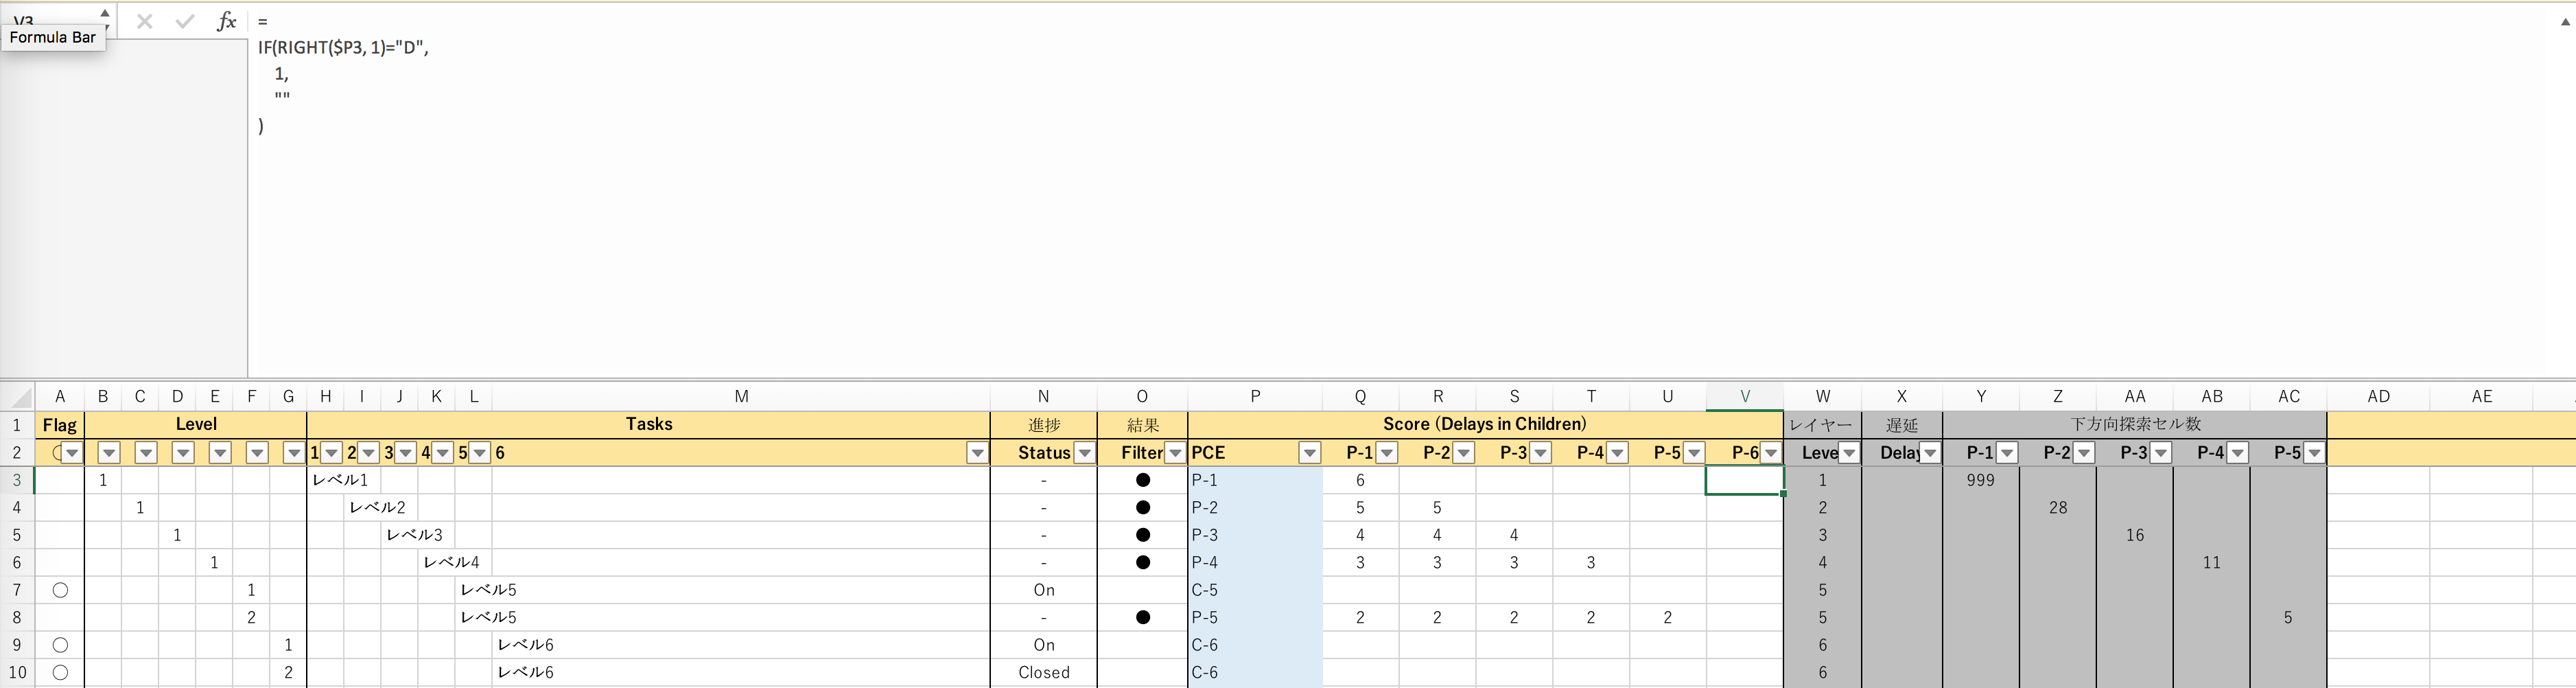 V3 fx =
Formula Bar
IF(RIGHT($P3, 1)="D",
1,
""
)
A B C D E F G H I J K L M N O P Q R S T U V W X Y Z AA AB AC AD AE
1 Flag Level Tasks 進捗 結果 Score (Delays in Children) レイヤー 遅延 下方向探索セル数
2 1 2 3 4 5 6 Status Filter PCE P-1 P-2 P-3 P-4 P-5 P-6 Leve Delay P-1 P-2 P-3 P-4 P-5
3 1 レベル1 - ● P-1 6 1 999
4 1 レベル2 - ● P-2 5 5 2 28
5 1 レベル3 - ● P-3 4 4 4 3 16
6 1 レベル4 - ● P-4 3 3 3 3 4 11
7 ○ 1 レベル5 On C-5 5
8 2 レベル5 - ● P-5 2 2 2 2 2 5 5
9 ○ 1 レベル6 On C-6 6
10 ○ 2 レベル6 Closed C-6 6